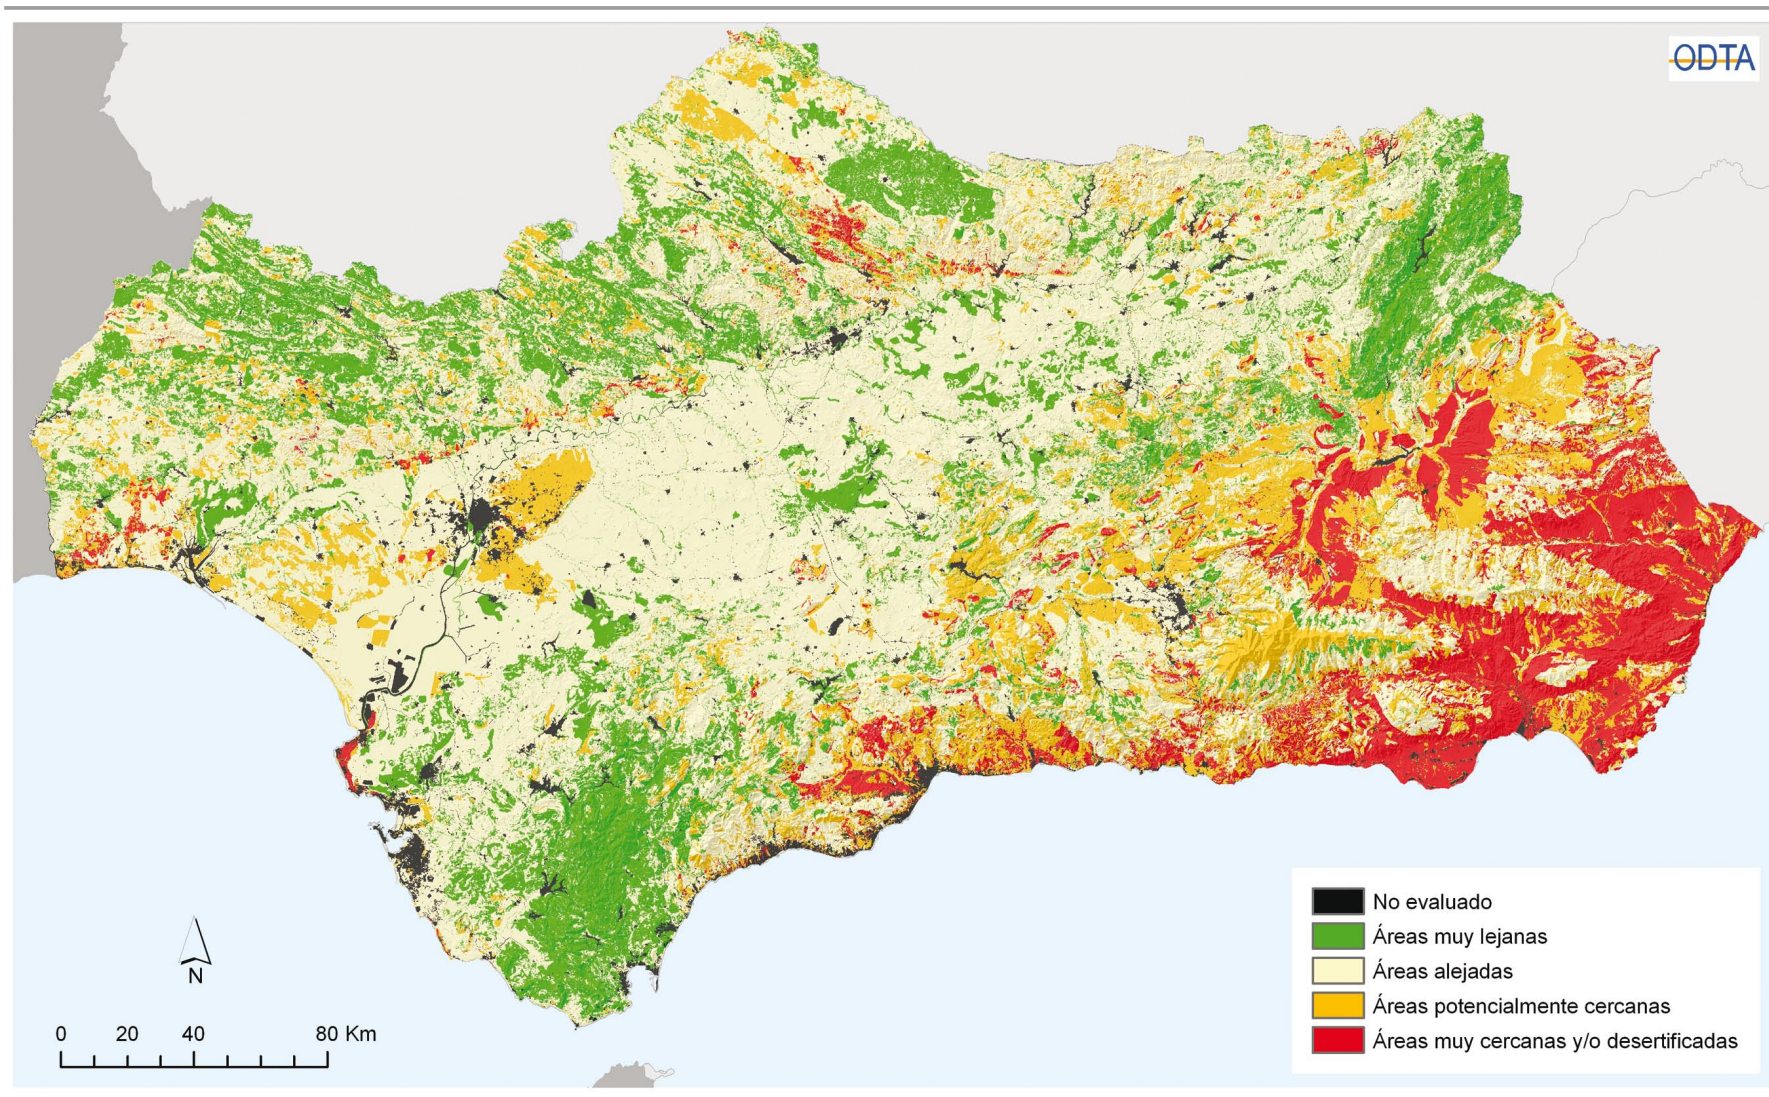 ODTA
No evaluado
Áreas muy lejanas
Áreas alejadas
Áreas potencialmente cercanas
Áreas muy cercanas y/o desertificadas
N
0 20 40 80 Km